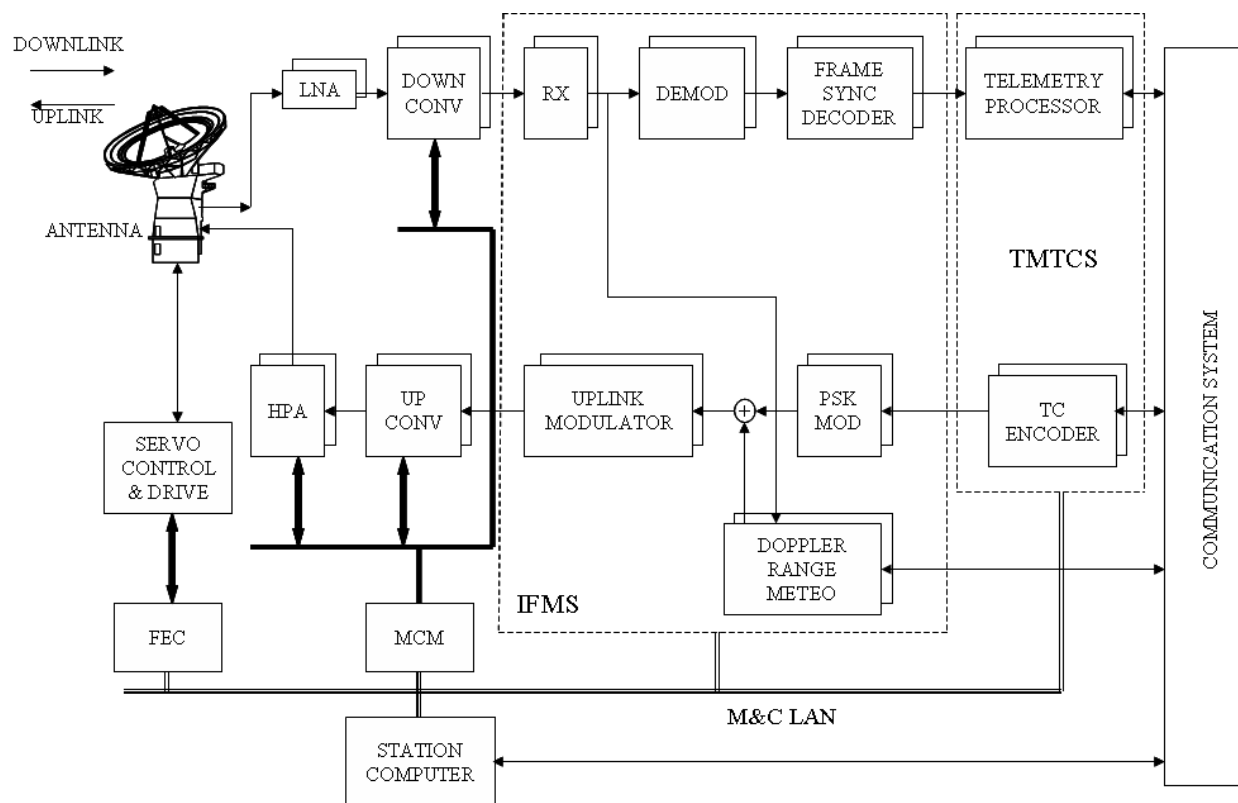 DOWNLINK
UPLINK
ANTENNA
LNA
DOWN
CONV
RX
DEMOD
FRAME
SYNC
DECODER
TELEMETRY
PROCESSOR
TMTCS
HPA
UP
CONV
UPLINK
MODULATOR
+
PSK
MOD
TC
ENCODER
SERVO
CONTROL
& DRIVE
DOPPLER
RANGE
METEO
IFMS
FEC
MCM
M&C LAN
STATION
COMPUTER
COMMUNICATION SYSTEM